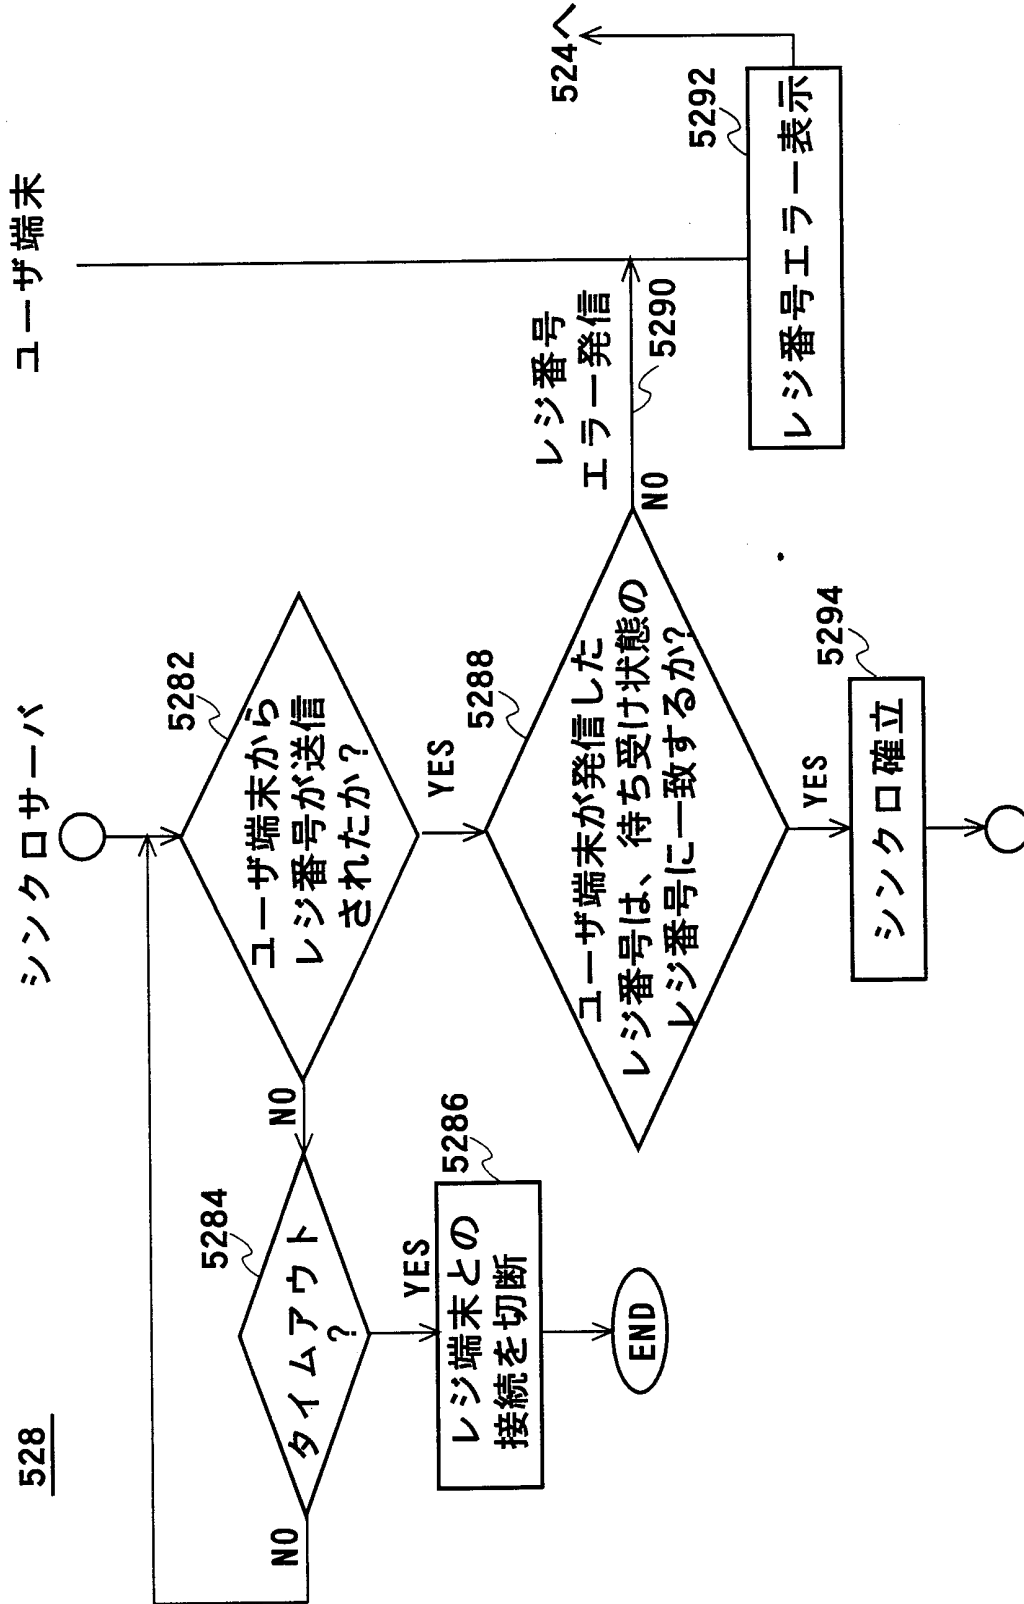 528
シンクロサーバ
ユーザ端末
5282
ユーザ端末から
レジ番号が送信
されたか？
NO
YES
5284
タイムアウト
？
NO
YES
5286
レジ端末との
接続を切断
END
5288
ユーザ端末が発信した
レジ番号は、待ち受け状態の
レジ番号に一致するか？
NO
YES
レジ番号
エラー発信
5290
5292
レジ番号エラー表示
524へ
5294
シンクロ確立